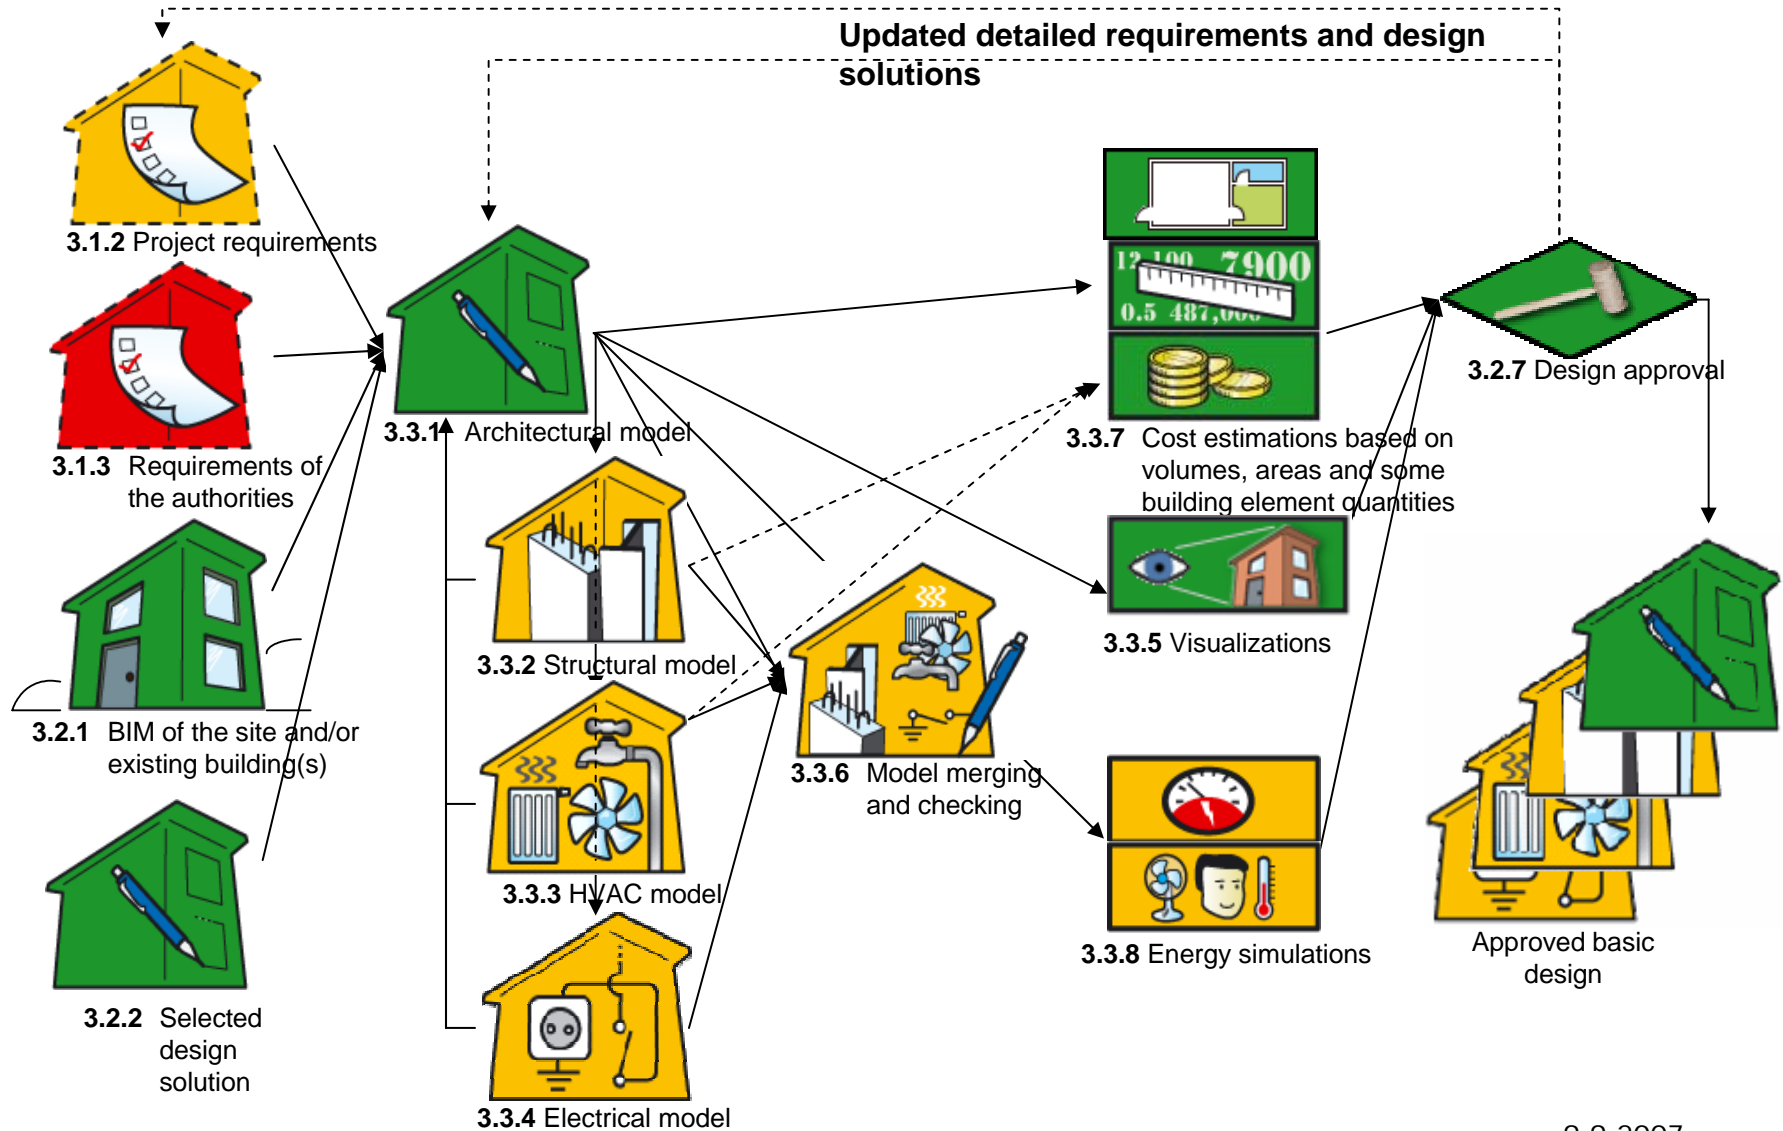 Updated detailed requirements and design
solutions
3.1.2 Project requirements
3.1.3 Requirements of
the authorities
3.2.1 BIM of the site and/or
existing building(s)
3.2.2 Selected
design
solution
3.3.1 Architectural model
3.3.2 Structural model
3.3.3 HVAC model
3.3.4 Electrical model
3.3.6 Model merging
and checking
7900
0.5
3.3.7 Cost estimations based on
volumes, areas and some
building element quantities
3.3.5 Visualizations
3.3.8 Energy simulations
3.2.7 Design approval
Approved basic
design